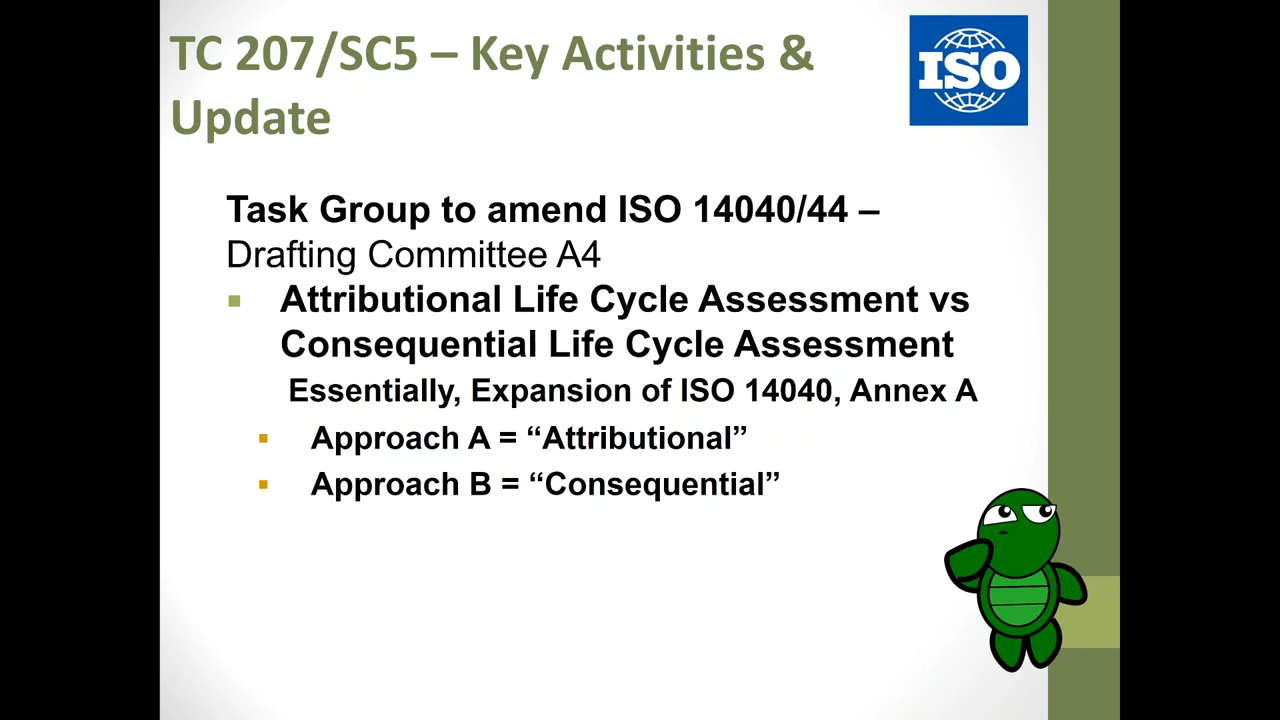 TC 207/SC5 – Key Activities &
Update
ISO
Task Group to amend ISO 14040/44 –
Drafting Committee A4
▪ Attributional Life Cycle Assessment vs
Consequential Life Cycle Assessment
Essentially, Expansion of ISO 14040, Annex A
▪ Approach A = “Attributional”
▪ Approach B = “Consequential”